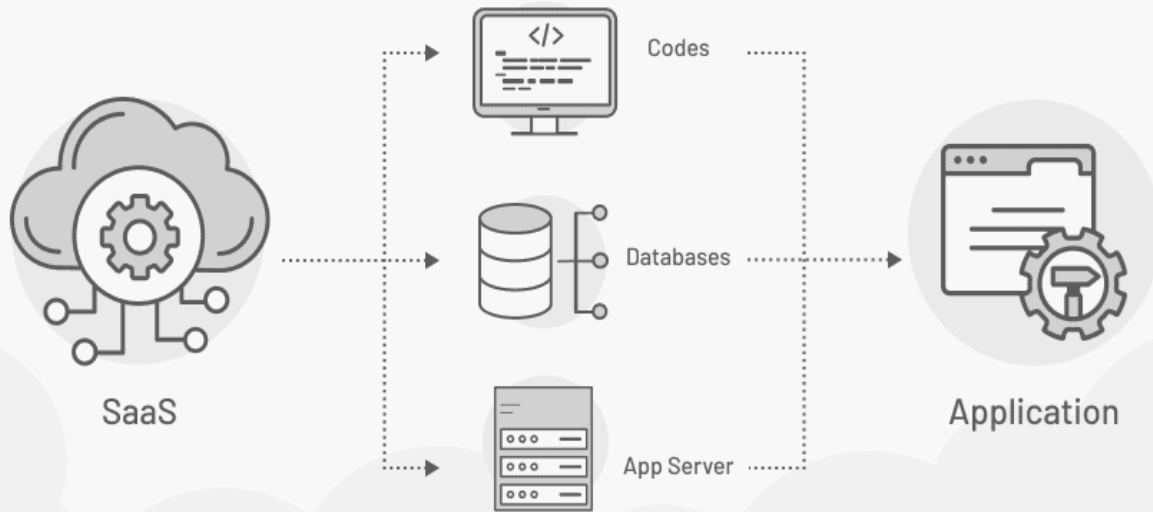 </>
Codes
Databases
SaaS
Application
App Server